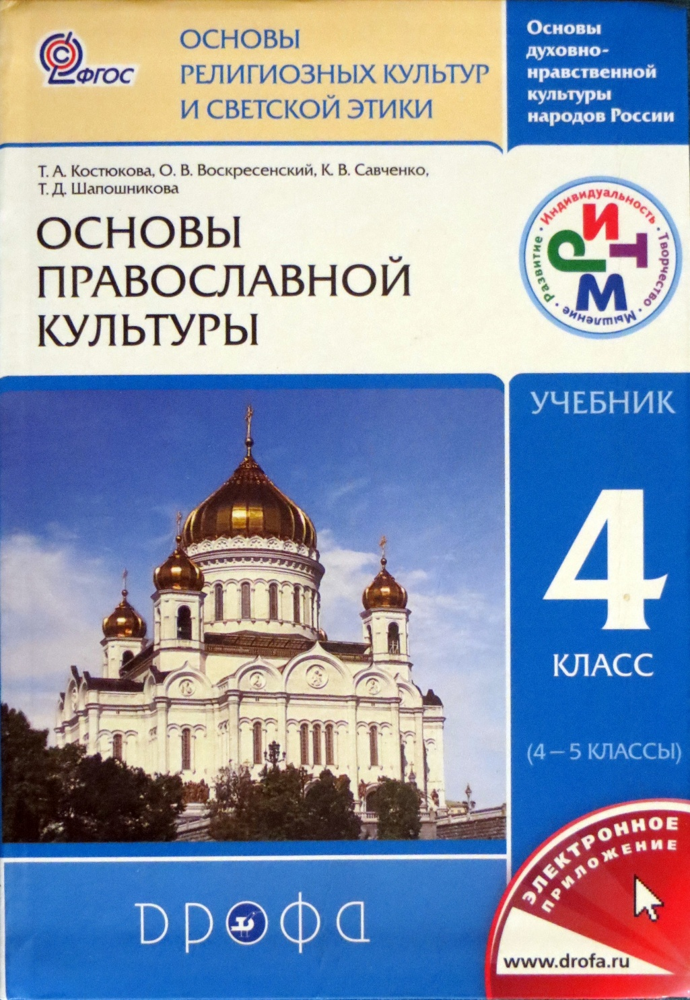 ФГОС
ОСНОВЫ
РЕЛИГИОЗНЫХ КУЛЬТУР
И СВЕТСКОЙ ЭТИКИ
Основы
духовно-
нравственной
культуры
народов России
Т. А. Костюкова, О. В. Воскресенский, К. В. Савченко,
Т. Д. Шапошникова
ОСНОВЫ
ПРАВОСЛАВНОЙ
КУЛЬТУРЫ
Развитие · Индивидуальность · Творчество · Мышление ·
РИТМ
УЧЕБНИК
4
КЛАСС
(4 – 5 КЛАССЫ)
ЭЛЕКТРОННОЕ
ПРИЛОЖЕНИЕ
www.drofa.ru
ДРОФА